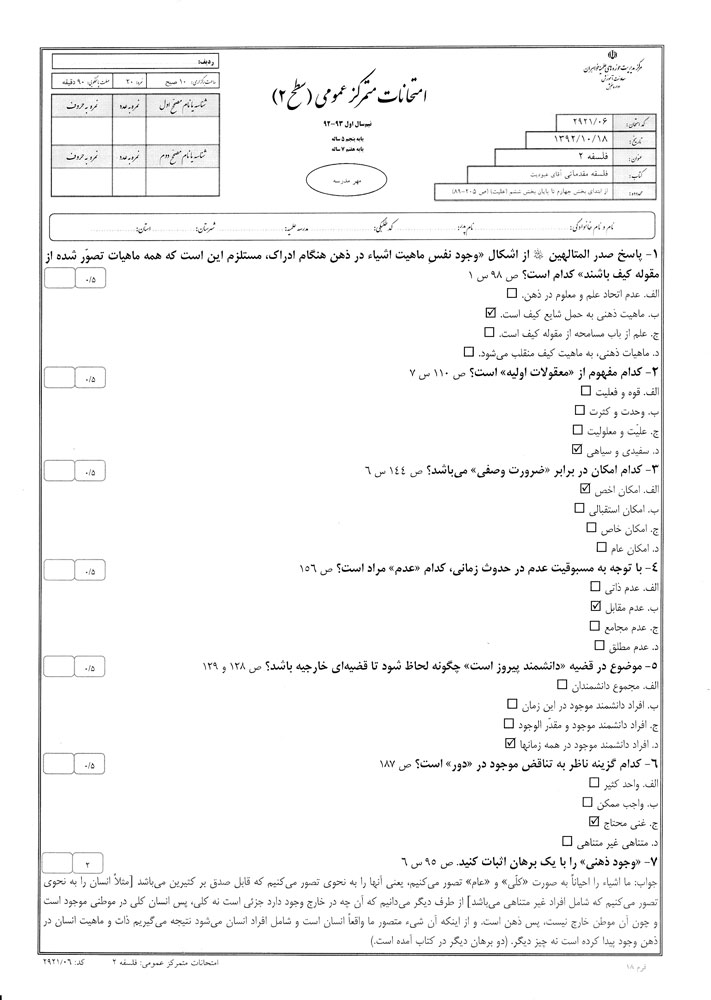 مرکز مدیریت حوزه‌های علمیه خواهران
معاونت آموزش
امتحانات متمرکز عمومی (سطح ۲)
نیم‌سال اول ۹۳-۹۲
پایه پنجم ۵ ساله
پایه هفتم ۷ ساله
مهر مدرسه
ردیف:
ساعت برگزاری: ۱۰ صبح نمره: ۲۰ مدت پاسخگویی: ۹۰ دقیقه
شناسه یا نام مصحح اول نمره به عدد نمره به حروف
شناسه یا نام مصحح دوم نمره به عدد نمره به حروف
کد امتحان: ۲۹۲۱/۰۶
تاریخ: ۱۳۹۲/۱۰/۱۸
عنوان: فلسفه ۲
کتاب: فلسفه مقدماتی آقای عبودیت
محدوده: از ابتدای بخش چهارم تا پایان بخش ششم (علیت) (ص ۲۰۵-۸۹)
نام و نام خانوادگی: نام پدر: کد طلبگی: مدرسه علمیه: شهرستان: استان:
۱- پاسخ صدر المتالهین از اشکال «وجود نفسِ ماهیت اشیاء در ذهن هنگام ادراک، مستلزم این است که همه ماهیات تصوّر شده از
مقوله کیف باشند» کدام است؟ ص ۹۸ س ۱
۰/۵
الف. عدم اتحاد علم و معلوم در ذهن. ☐
ب. ماهیت ذهنی به حمل شایع کیف است. ☑
ج. علم از باب مسامحه از مقوله کیف است. ☐
د. ماهیات ذهنی، به ماهیت کیف منقلب می‌شود. ☐
۲- کدام مفهوم از «معقولات اولیه» است؟ ص ۱۱۰ س ۷
۰/۵
الف. قوه و فعلیت ☐
ب. وحدت و کثرت ☐
ج. علیّت و معلولیت ☐
د. سفیدی و سیاهی ☑
۳- کدام امکان در برابر «ضرورت وصفی» می‌باشد؟ ص ۱۴۴ س ۶
۰/۵
الف. امکان اخص ☑
ب. امکان استقبالی ☐
ج. امکان خاص ☐
د. امکان عام ☐
۴- با توجه به مسبوقیت عدم در حدوث زمانی، کدام «عدم» مراد است؟ ص ۱۵۶
۰/۵
الف. عدم ذاتی ☐
ب. عدم مقابل ☑
ج. عدم مجامع ☐
د. عدم مطلق ☐
۵- موضوع در قضیه «دانشمند پیروز است» چگونه لحاظ شود تا قضیه‌ای خارجیه باشد؟ ص ۱۲۸ و ۱۲۹
۰/۵
الف. مجموع دانشمندان ☐
ب. افراد دانشمند موجود در این زمان ☐
ج. افراد دانشمند موجود و مقدّر الوجود ☐
د. افراد دانشمند موجود در همه زمانها ☑
۶- کدام گزینه ناظر به تناقض موجود در «دور» است؟ ص ۱۸۷
۰/۵
الف. واحد کثیر ☐
ب. واجب ممکن ☐
ج. غنی محتاج ☑
د. متناهی غیر متناهی ☐
۷- «وجود ذهنی» را با یک برهان اثبات کنید. ص ۹۵ س ۶
۲
جواب: ما اشیاء را احیاناً به صورت «کلّی» و «عام» تصور می‌کنیم، یعنی آنها را به نحوی تصور می‌کنیم که قابل صدق بر کثیرین می‌باشد [مثلاً انسان را به نحوی
تصور می‌کنیم که شامل افراد غیر متناهی می‌باشد] از طرف دیگر می‌دانیم که آن چه در خارج وجود دارد جزئی است نه کلی، پس انسان کلی در موطنی موجود است
و چون آن موطن خارج نیست، پس ذهن است. و از اینکه آن شیء متصور ما واقعاً انسان است و شامل افراد انسان می‌شود نتیجه می‌گیریم ذات و ماهیت انسان در
ذهن وجود پیدا کرده است نه چیز دیگر. (دو برهان دیگر در کتاب آمده است.)
فرم ۱۸
امتحانات متمرکز عمومی: فلسفه ۲ کد: ۲۹۲۱/۰۶